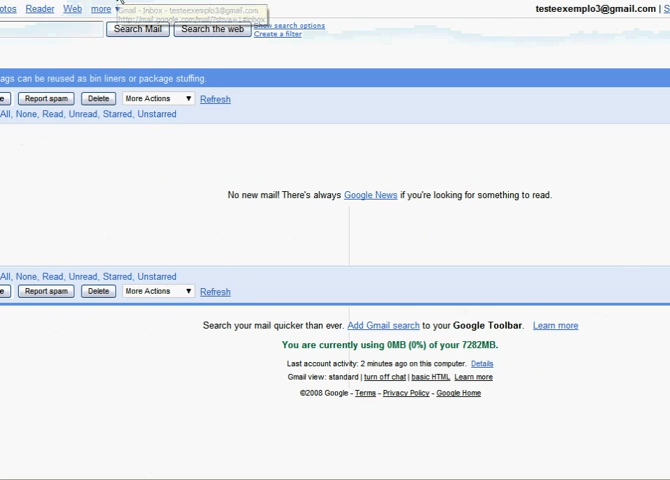 otos Reader Web more ▼
testeexemplo3@gmail.com | S
Gmail - Inbox - testeexemplo3@gmail.com
Search Mail Search the web Show search options
Create a filter
ags can be reused as bin liners or package stuffing.
e Report spam Delete More Actions ▼ Refresh
All, None, Read, Unread, Starred, Unstarred
No new mail! There's always Google News if you're looking for something to read.
All, None, Read, Unread, Starred, Unstarred
e Report spam Delete More Actions ▼ Refresh
Search your mail quicker than ever. Add Gmail search to your Google Toolbar. Learn more
You are currently using 0MB (0%) of your 7282MB.
Last account activity: 2 minutes ago on this computer. Details
Gmail view: standard | turn off chat | basic HTML Learn more
©2008 Google - Terms - Privacy Policy - Google Home